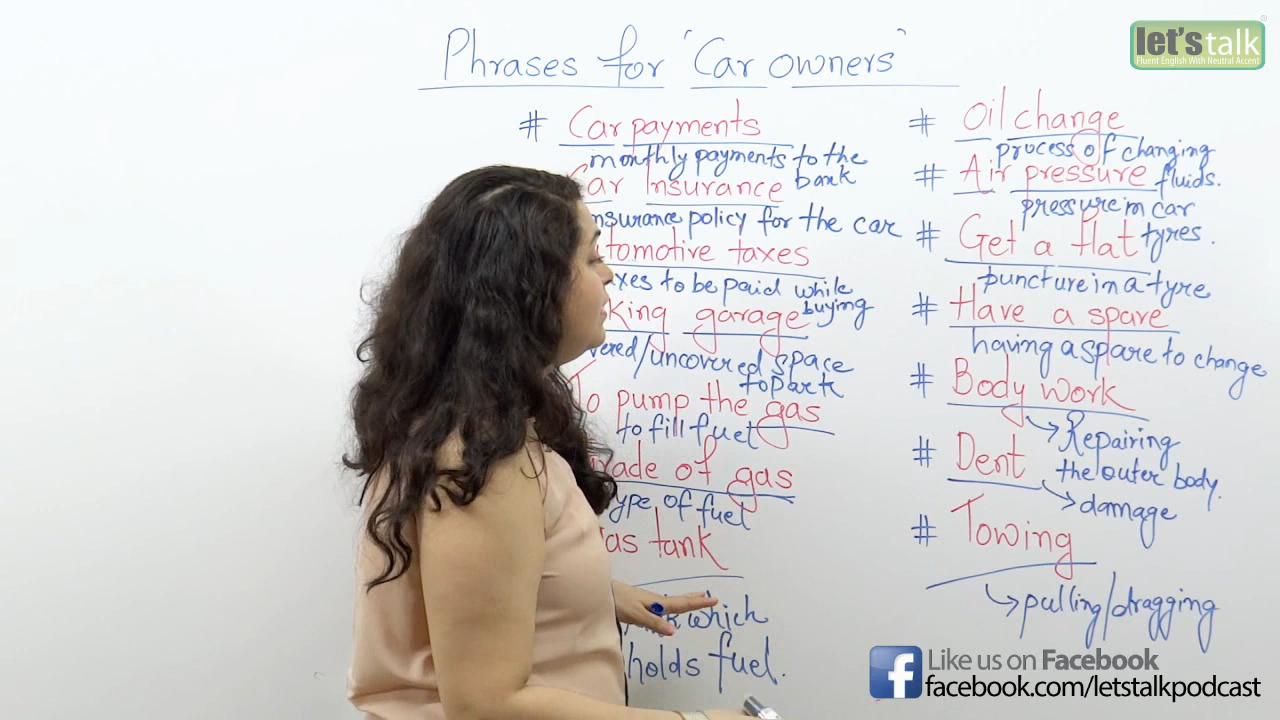 Phrases for 'Car owners'
# Car payments
monthly payments to the
bank
Car Insurance
nsurance policy for the car
tomotive taxes
xes to be paid while
buying
king garage
vered/uncovered space
to park
To pump the gas
to fill fuel
rade of gas
ype of fuel
as tank
which
holds fuel.
# Oil change
process of changing
fluids.
# Air pressure
pressure in car
tyres.
# Get a flat
puncture in a tyre
# Have a spare
having a spare to change
# Body work
Repairing
the outer body.
# Dent
damage
# Towing
pulling/dragging
let's talk®
Fluent English With Neutral Accent
f Like us on Facebook
facebook.com/letstalkpodcast